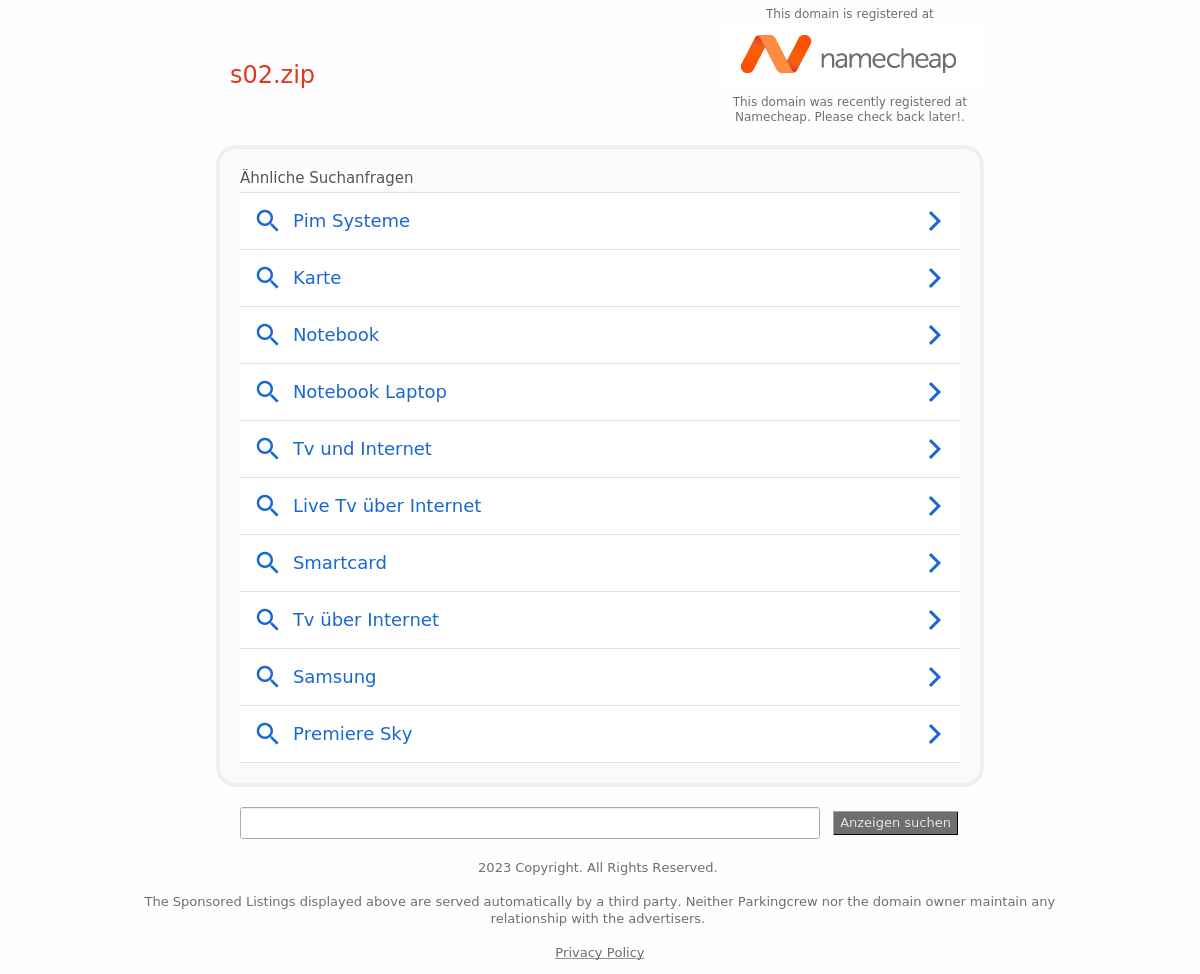 This domain is registered at
namecheap
s02.zip
This domain was recently registered at
Namecheap. Please check back later!.
Ähnliche Suchanfragen
Pim Systeme
Karte
Notebook
Notebook Laptop
Tv und Internet
Live Tv über Internet
Smartcard
Tv über Internet
Samsung
Premiere Sky
Anzeigen suchen
2023 Copyright. All Rights Reserved.
The Sponsored Listings displayed above are served automatically by a third party. Neither Parkingcrew nor the domain owner maintain any
relationship with the advertisers.
Privacy Policy